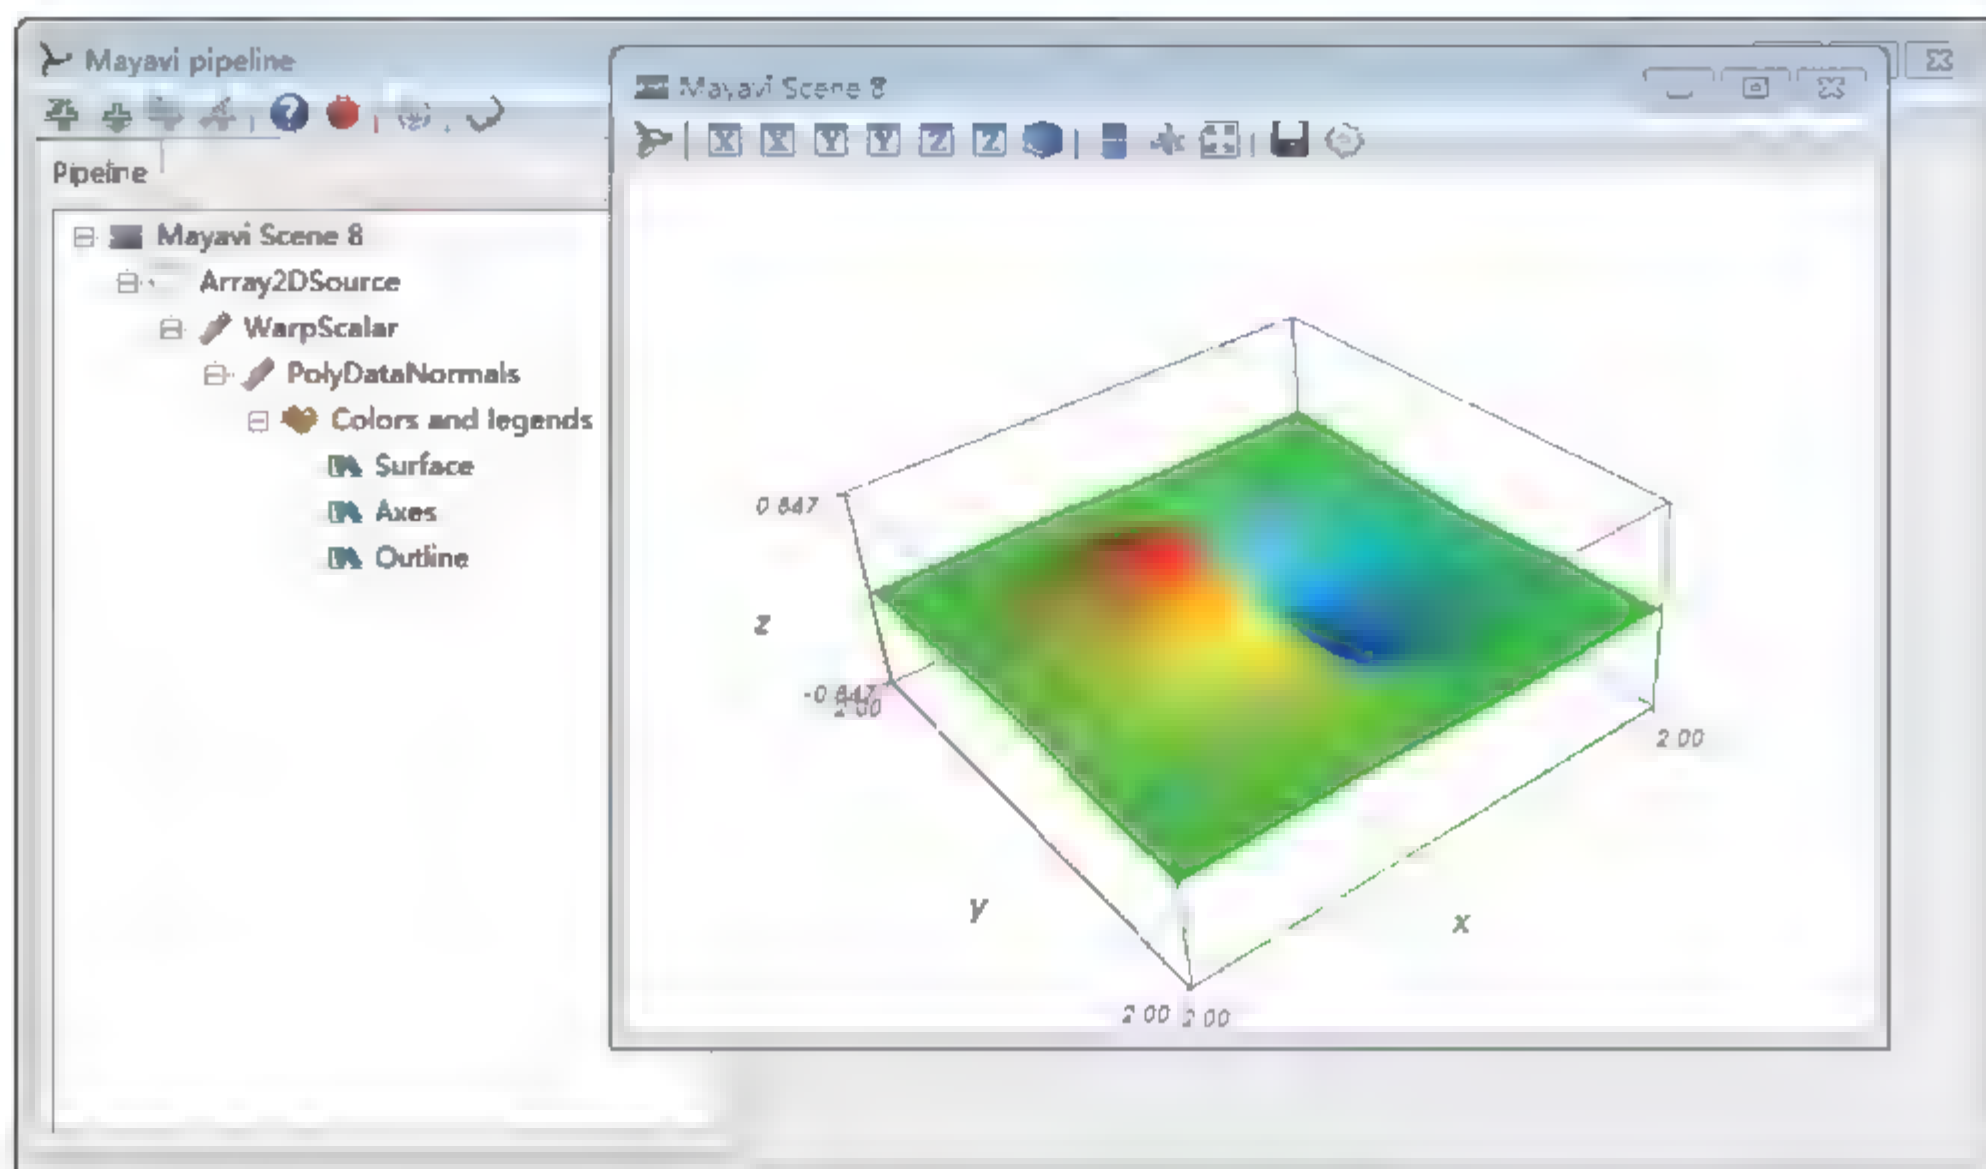 Mayavi pipeline
Pipeline
Mayavi Scene 8
Array2DSource
WarpScalar
PolyDataNormals
Colors and legends
Surface
Axes
Outline
Mayavi Scene 8
X X Y Y Z Z
0 847
z
-0 847
2 00
y
x
2 00
2 00 2 00